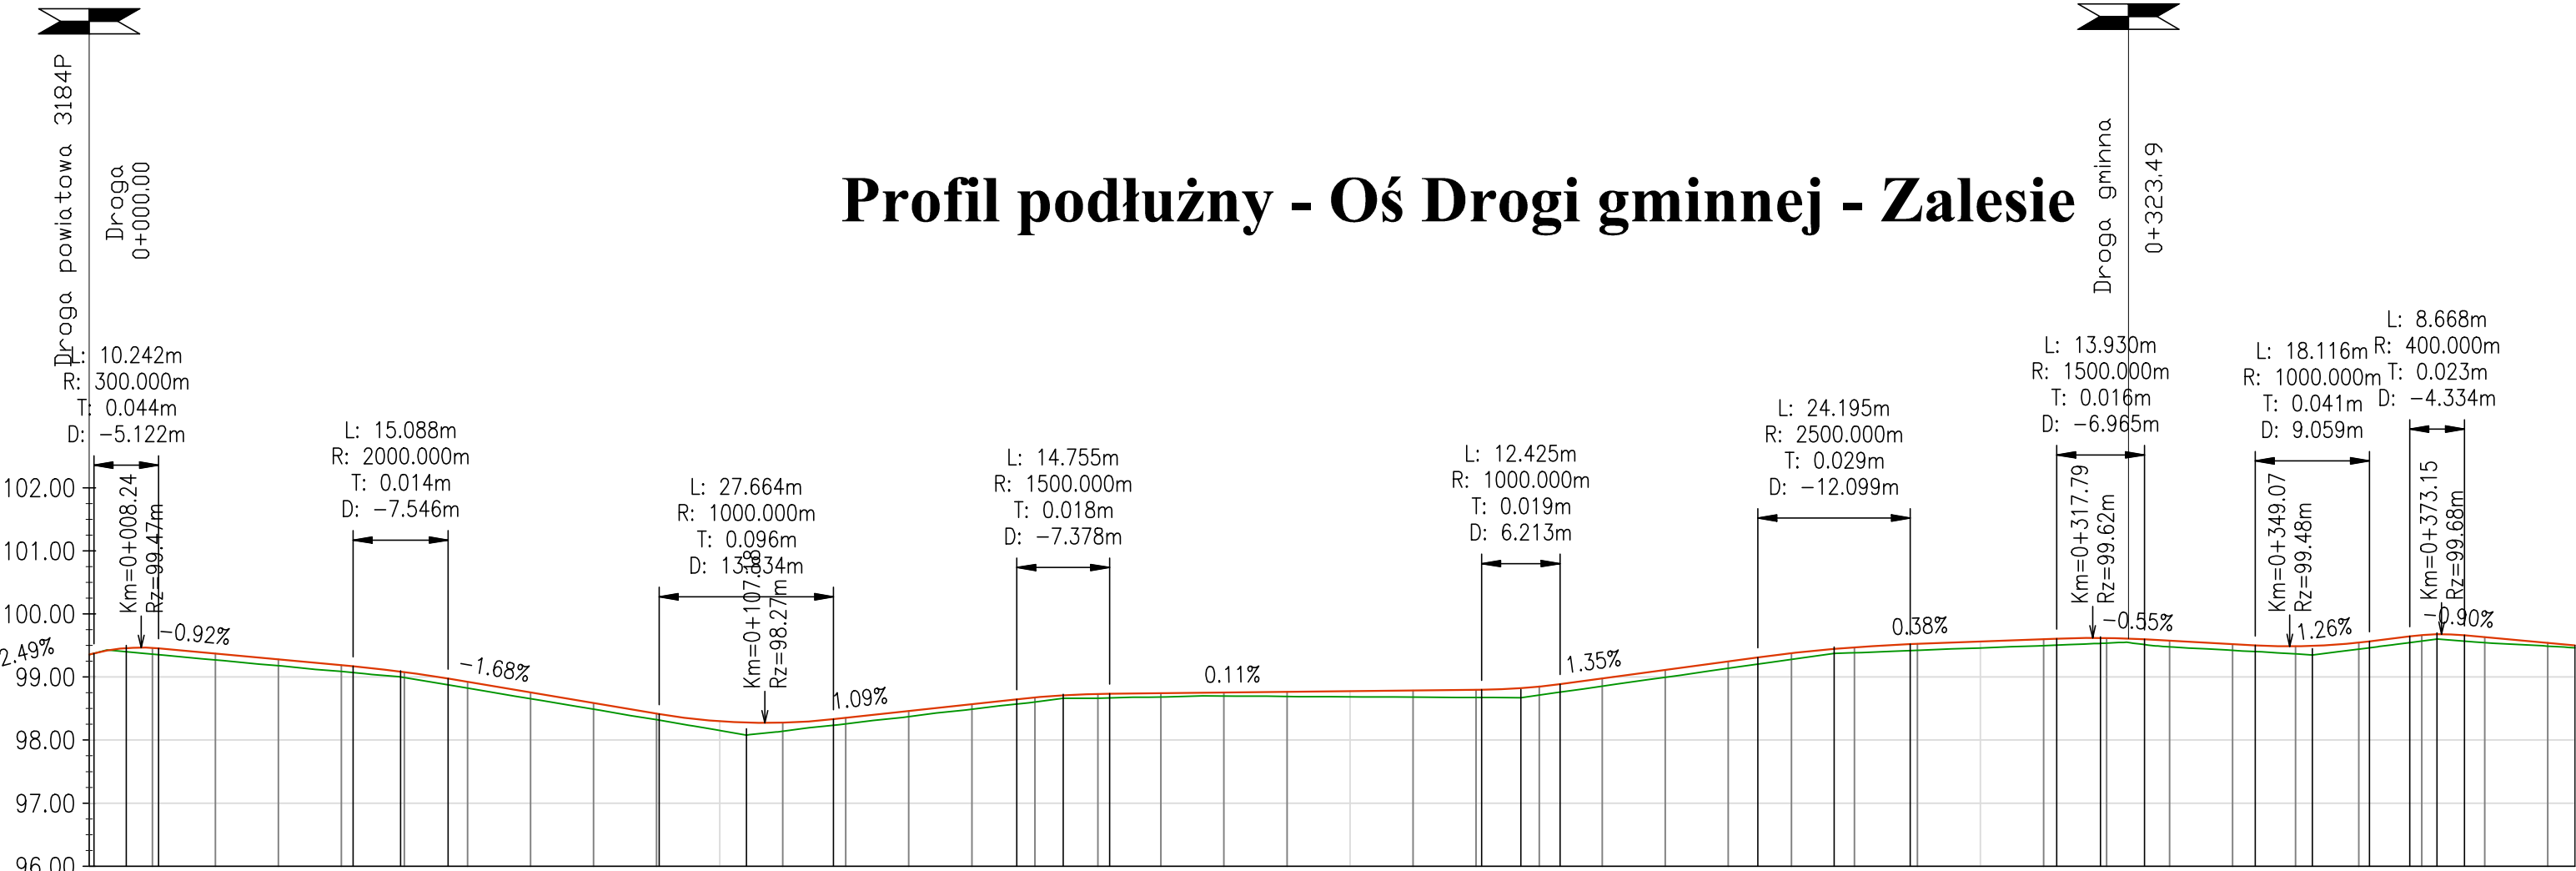 Droga powiatowa 3184P
Droga
0+000.00
Profil podłużny - Oś Drogi gminnej - Zalesie
Droga gminna
0+323.49
L: 10.242m
R: 300.000m
T: 0.044m
D: -5.122m
Km=0+008.24
Rz=99.47m
L: 15.088m
R: 2000.000m
T: 0.014m
D: -7.546m
L: 27.664m
R: 1000.000m
T: 0.096m
D: 13.834m
Km=0+107.18
Rz=98.27m
L: 14.755m
R: 1500.000m
T: 0.018m
D: -7.378m
L: 12.425m
R: 1000.000m
T: 0.019m
D: 6.213m
L: 24.195m
R: 2500.000m
T: 0.029m
D: -12.099m
L: 13.930m
R: 1500.000m
T: 0.016m
D: -6.965m
Km=0+317.79
Rz=99.62m
L: 18.116m
R: 1000.000m
T: 0.041m
D: 9.059m
Km=0+349.07
Rz=99.48m
L: 8.668m
R: 400.000m
T: 0.023m
D: -4.334m
Km=0+373.15
Rz=99.68m
2.49%
-0.92%
-1.68%
1.09%
0.11%
1.35%
0.38%
-0.55%
1.26%
-0.90%
102.00
101.00
100.00
99.00
98.00
97.00
96.00